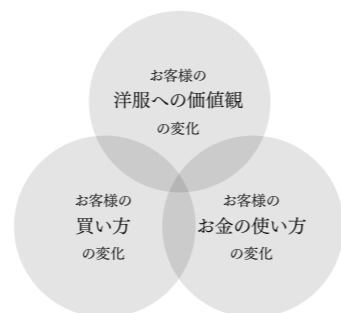 お客様の
洋服への価値観
の変化
お客様の
買い方
の変化
お客様の
お金の使い方
の変化